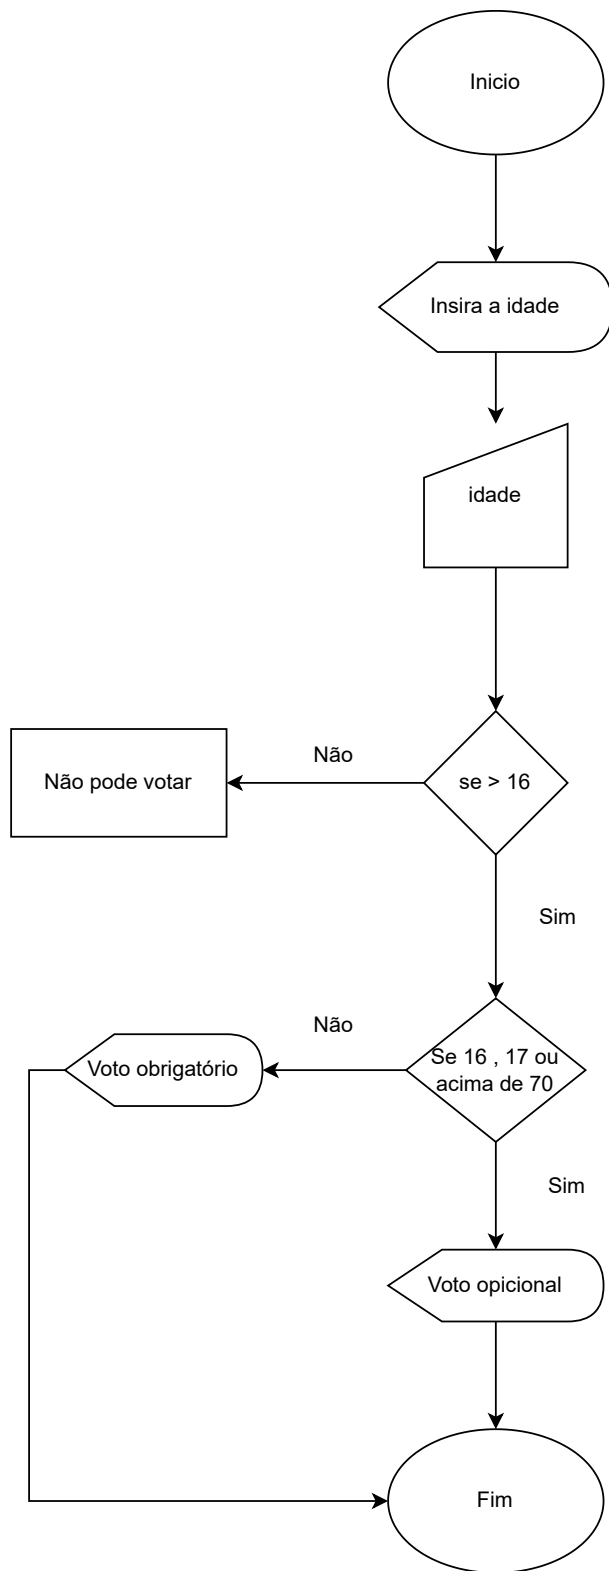 Inicio
Insira a idade
idade
Não
Não pode votar
se > 16
Sim
Não
Voto obrigatório
Se 16 , 17 ou
acima de 70
Sim
Voto opicional
Fim